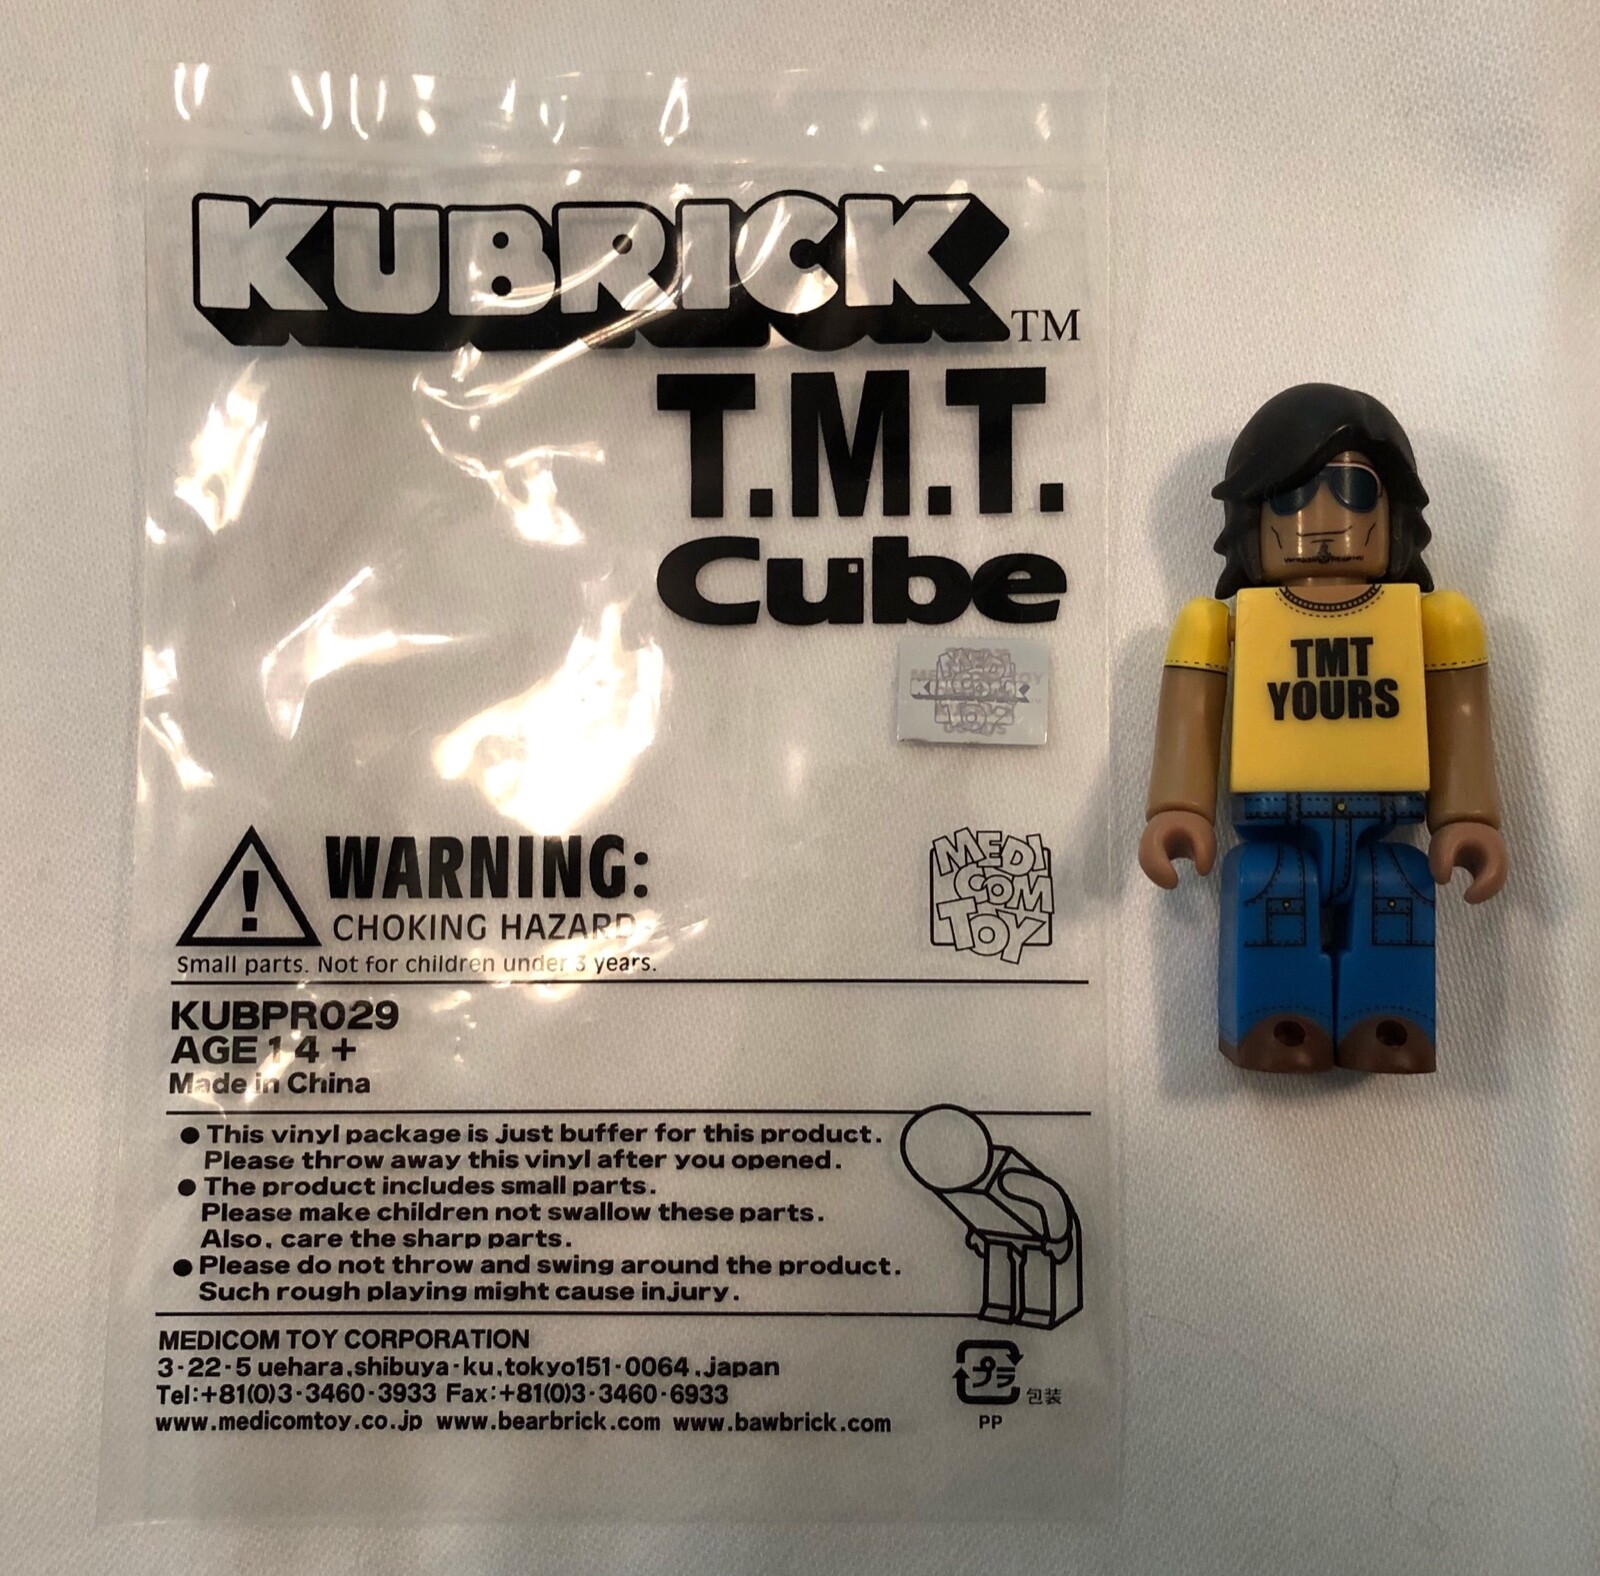 KUBRICK TM
T.M.T.
Cube
MEDI
KUBRICK
TOY
WARNING:
CHOKING HAZARD
Small parts. Not for children under 3 years.
MEDI
COM
TOY
KUBPR029
AGE 14 +
Made in China
● This vinyl package is just buffer for this product.
Please throw away this vinyl after you opened.
● The product includes small parts.
Please make children not swallow these parts.
Also, care the sharp parts.
● Please do not throw and swing around the product.
Such rough playing might cause injury.
MEDICOM TOY CORPORATION
3-22-5 uehara,shibuya-ku,tokyo151-0064,japan
Tel:+81(0)3-3460-3933 Fax:+81(0)3-3460-6933
www.medicomtoy.co.jp www.bearbrick.com www.bawbrick.com
プラ
包装
PP
TMT
YOURS